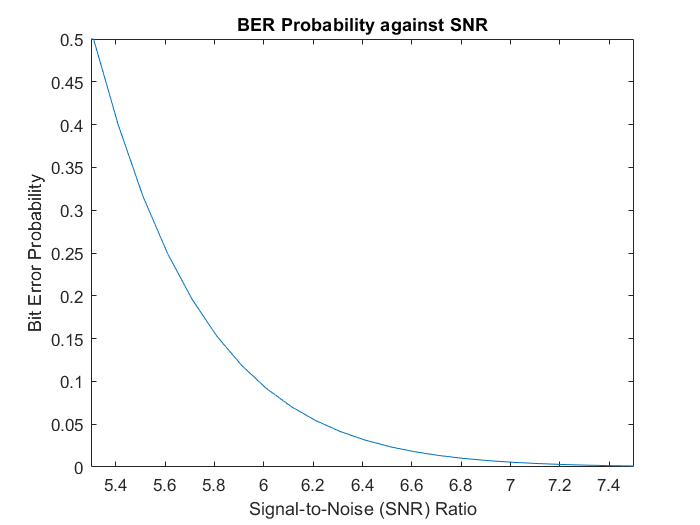 BER Probability against SNR
0.5
0.45
0.4
0.35
0.3
0.25
0.2
0.15
0.1
0.05
0
Bit Error Probability
5.4 5.6 5.8 6 6.2 6.4 6.6 6.8 7 7.2 7.4
Signal-to-Noise (SNR) Ratio